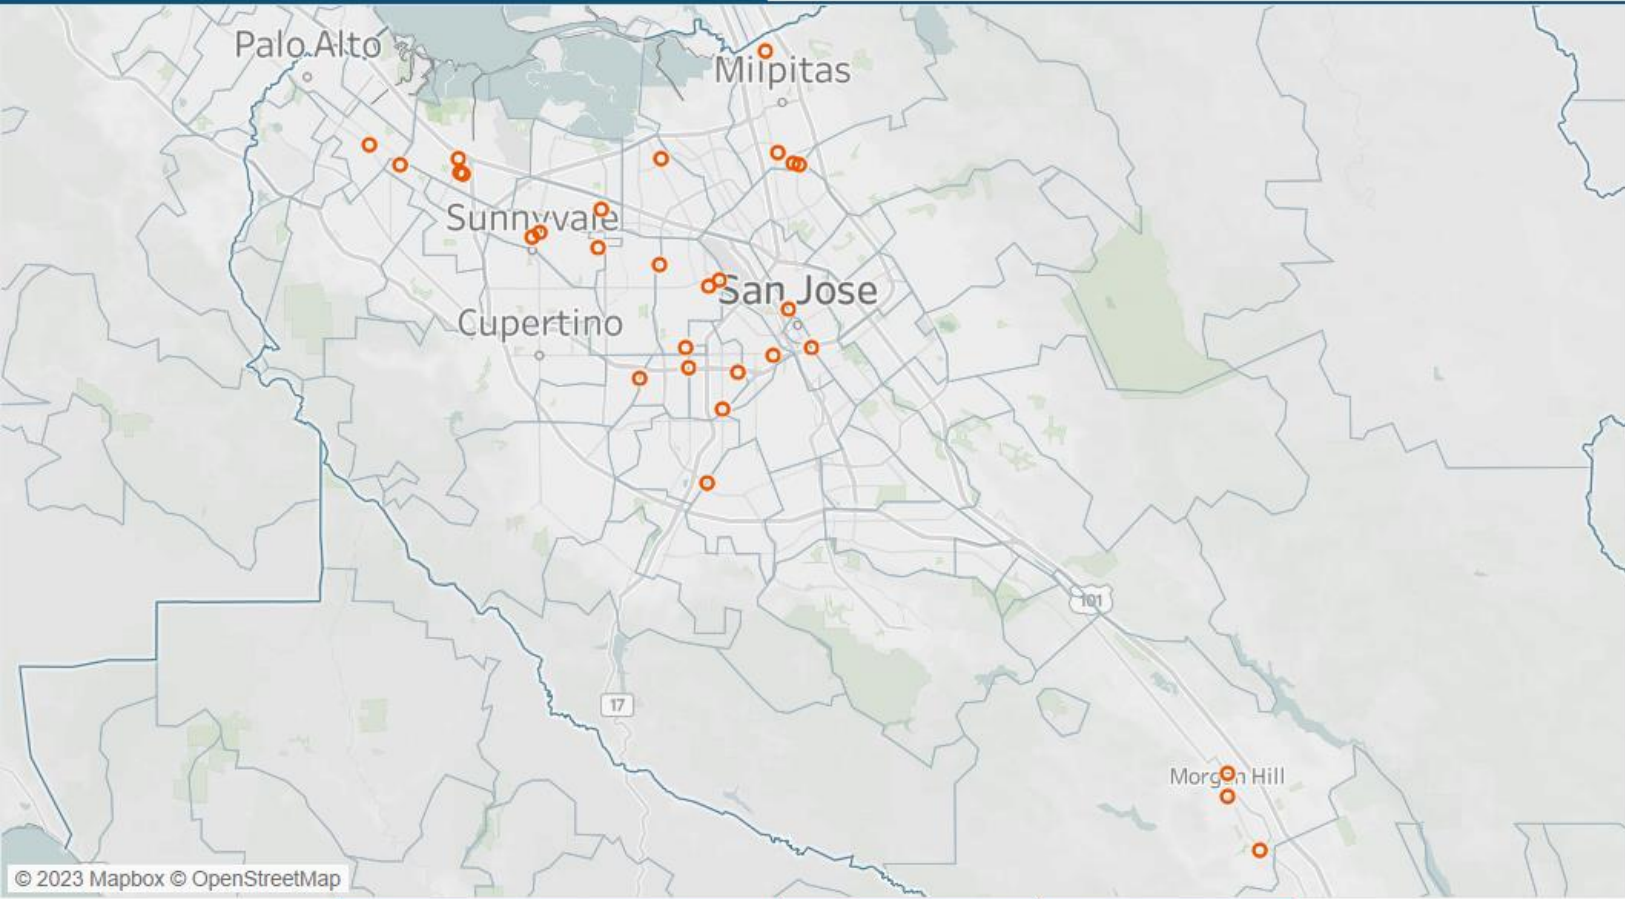 Palo Alto
Milpitas
Sunnyvale
San Jose
Cupertino
101
17
Morgan Hill
© 2023 Mapbox © OpenStreetMap